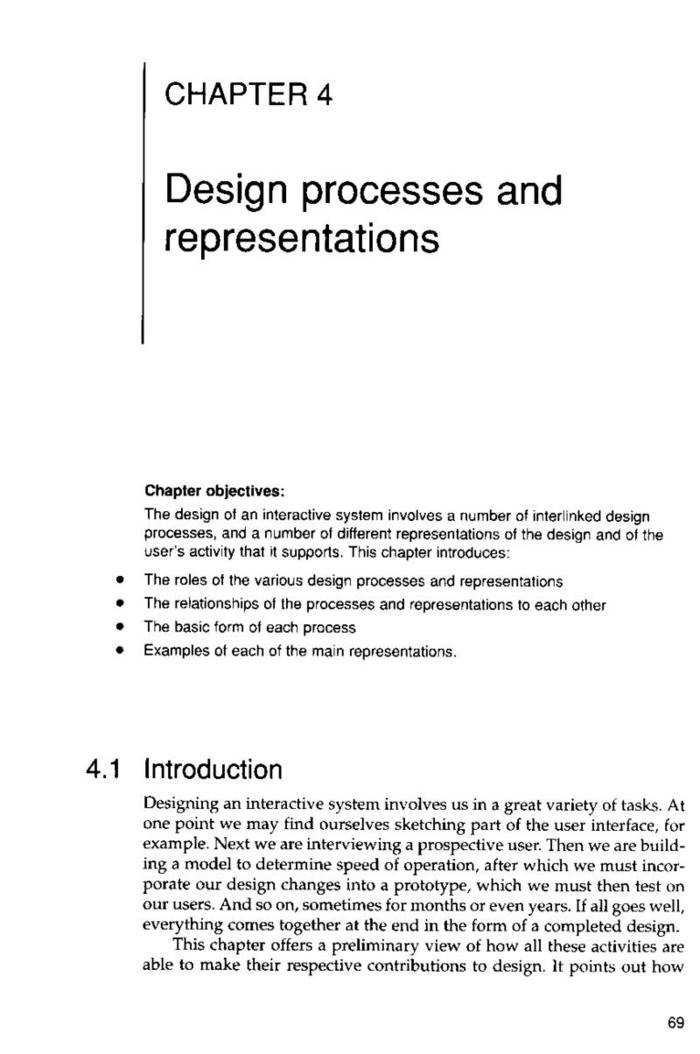 CHAPTER 4
Design processes and
representations
Chapter objectives:
The design of an interactive system involves a number of interlinked design
processes, and a number of different representations of the design and of the
user's activity that it supports. This chapter introduces:
• The roles of the various design processes and representations
• The relationships of the processes and representations to each other
• The basic form of each process
• Examples of each of the main representations.
4.1 Introduction
Designing an interactive system involves us in a great variety of tasks. At
one point we may find ourselves sketching part of the user interface, for
example. Next we are interviewing a prospective user. Then we are build-
ing a model to determine speed of operation, after which we must incor-
porate our design changes into a prototype, which we must then test on
our users. And so on, sometimes for months or even years. If all goes well,
everything comes together at the end in the form of a completed design.
This chapter offers a preliminary view of how all these activities are
able to make their respective contributions to design. It points out how
69